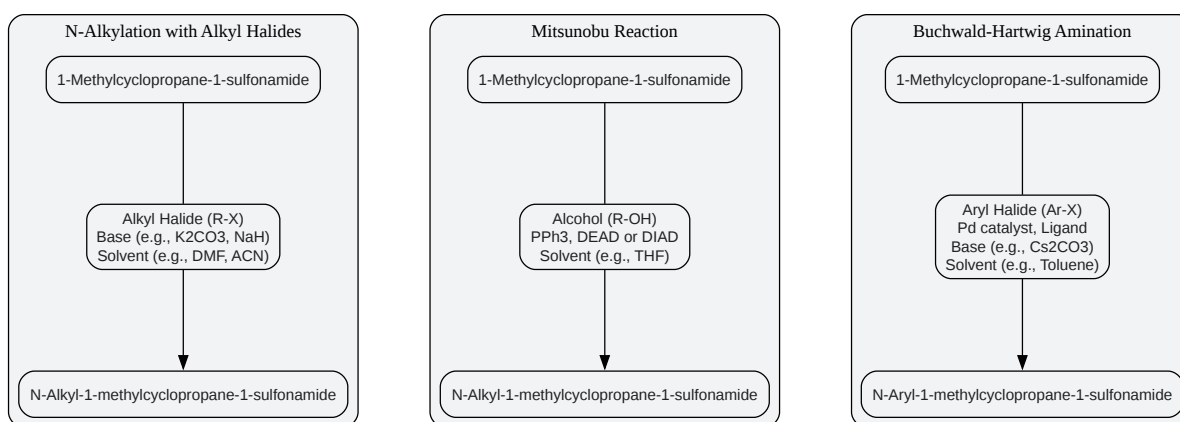 N-Alkylation with Alkyl Halides
1-Methylcyclopropane-1-sulfonamide
Alkyl Halide (R-X)
Base (e.g., K2CO3, NaH)
Solvent (e.g., DMF, ACN)
N-Alkyl-1-methylcyclopropane-1-sulfonamide
Mitsunobu Reaction
1-Methylcyclopropane-1-sulfonamide
Alcohol (R-OH)
PPh3, DEAD or DIAD
Solvent (e.g., THF)
N-Alkyl-1-methylcyclopropane-1-sulfonamide
Buchwald-Hartwig Amination
1-Methylcyclopropane-1-sulfonamide
Aryl Halide (Ar-X)
Pd catalyst, Ligand
Base (e.g., Cs2CO3)
Solvent (e.g., Toluene)
N-Aryl-1-methylcyclopropane-1-sulfonamide